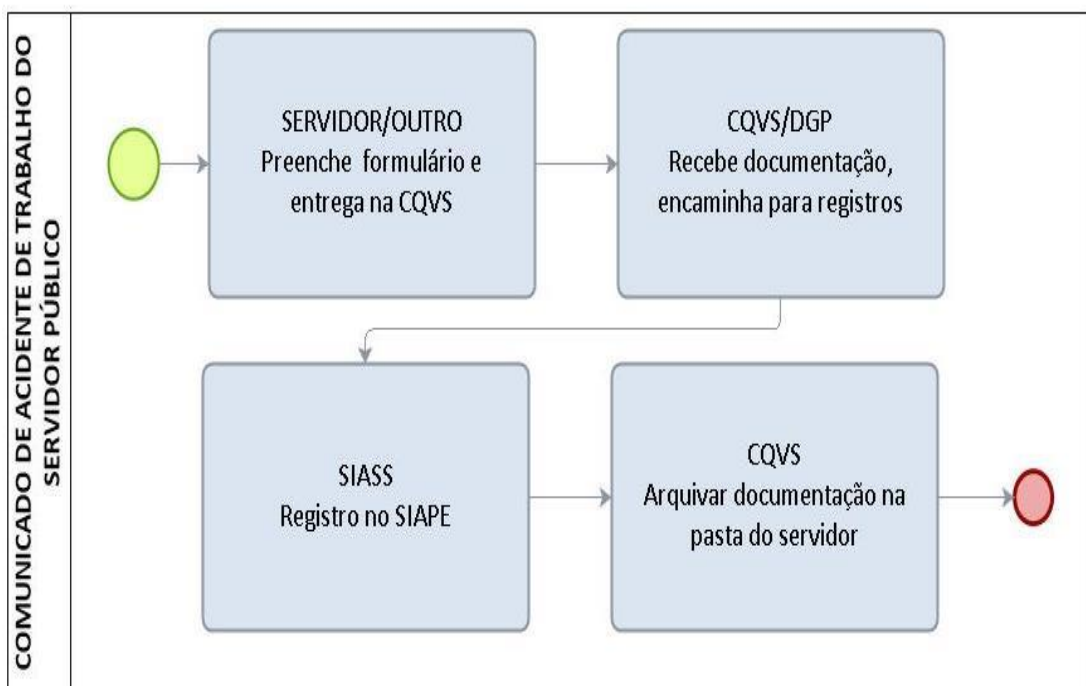 COMUNICADO DE ACIDENTE DE TRABALHO DO
SERVIDOR PÚBLICO
SERVIDOR/OUTRO
Preenche formulário e
entrega na CQVS
CQVS/DGP
Recebe documentação,
encaminha para registros
SIASS
Registro no SIAPE
CQVS
Arquivar documentação na
pasta do servidor